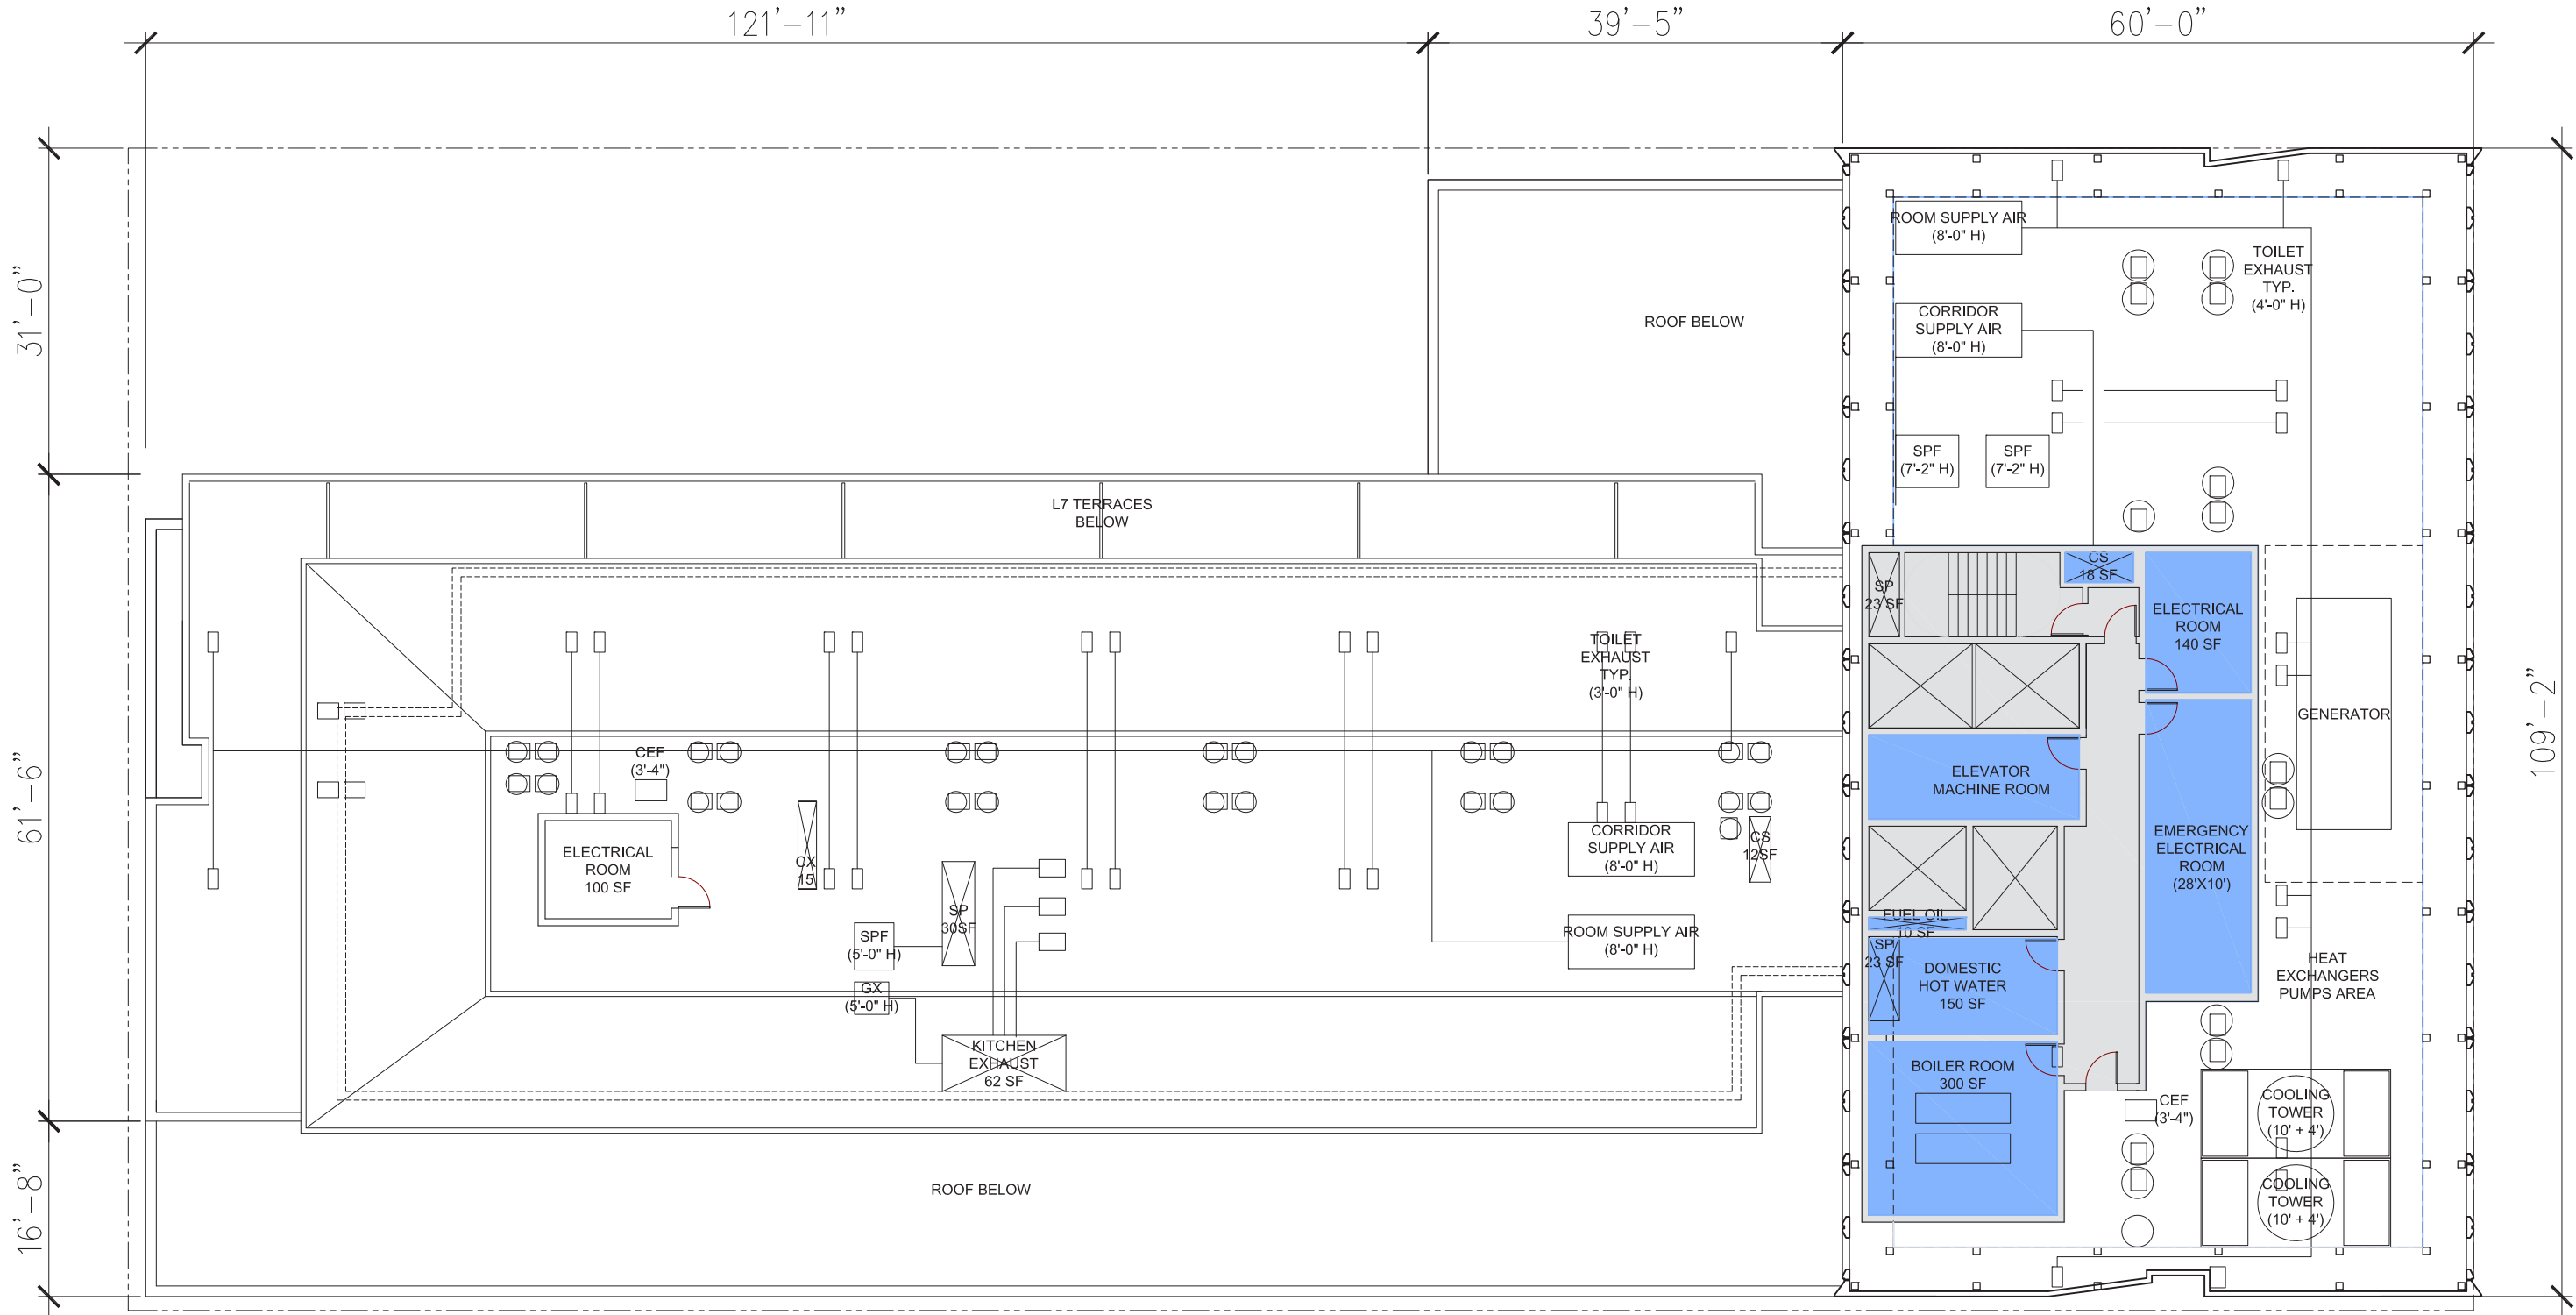 121'-11"
39'-5"
60'-0"
31'-0"
61'-6"
16'-8"
109'-2"
ROOF BELOW
L7 TERRACES
BELOW
TOILET
EXHAUST
TYP.
(3'-0" H)
CEF
(3'-4")
ELECTRICAL
ROOM
100 SF
CX
15
SP
30SF
SPF
(5'-0" H)
GX
(5'-0" H)
KITCHEN
EXHAUST
62 SF
CORRIDOR
SUPPLY AIR
(8'-0" H)
CS
12SF
ROOM SUPPLY AIR
(8'-0" H)
ROOF BELOW
ROOM SUPPLY AIR
(8'-0" H)
TOILET
EXHAUST
TYP.
(4'-0" H)
CORRIDOR
SUPPLY AIR
(8'-0" H)
SPF
(7'-2" H)
SPF
(7'-2" H)
SP
23 SF
CS
18 SF
ELECTRICAL
ROOM
140 SF
GENERATOR
ELEVATOR
MACHINE ROOM
EMERGENCY
ELECTRICAL
ROOM
(28'X10')
FUEL OIL
10 SF
SP
23 SF
DOMESTIC
HOT WATER
150 SF
HEAT
EXCHANGERS
PUMPS AREA
BOILER ROOM
300 SF
CEF
(3'-4")
COOLING
TOWER
(10' + 4')
COOLING
TOWER
(10' + 4')